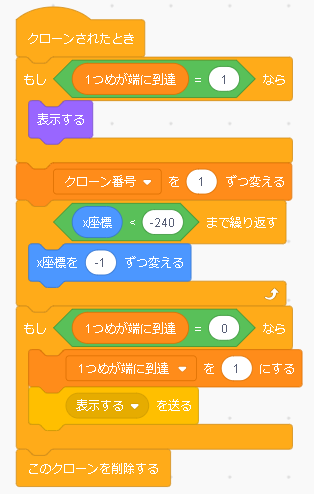 クローンされたとき
もし 1つめが端に到達 = 1 なら
表示する
クローン番号 を 1 ずつ変える
x座標 < -240 まで繰り返す
x座標を -1 ずつ変える
もし 1つめが端に到達 = 0 なら
1つめが端に到達 を 1 にする
表示する を送る
このクローンを削除する